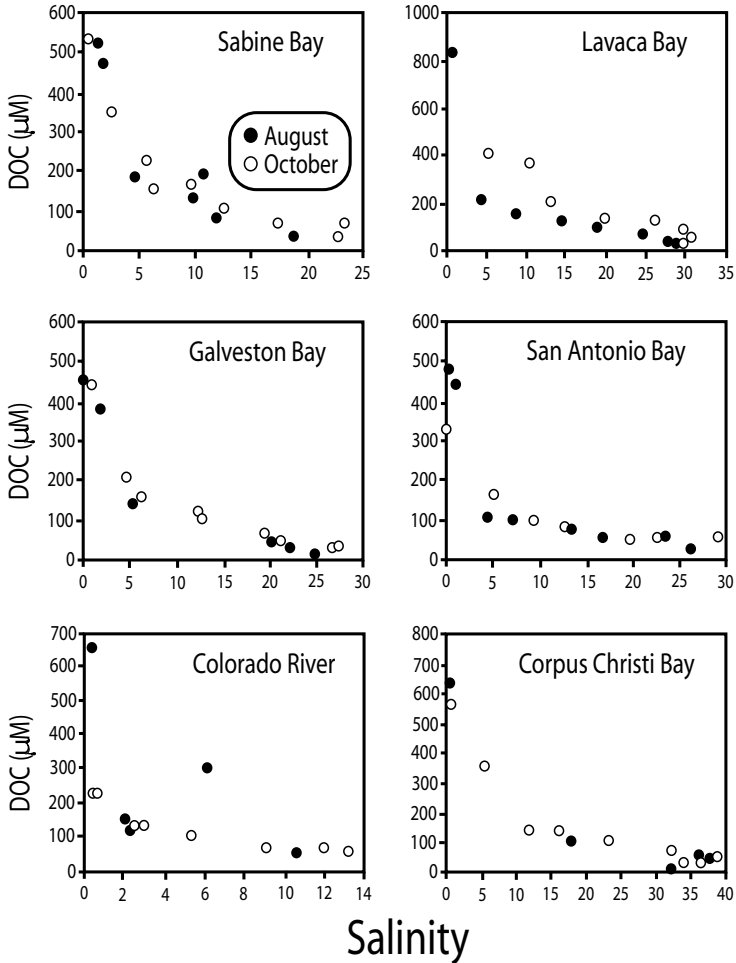 Sabine Bay
DOC (μM)
600
500
400
300
200
100
0
0 5 10 15 20 25
August
October
Lavaca Bay
1000
800
600
400
200
0
0 5 10 15 20 25 30 35
Galveston Bay
DOC (μM)
600
500
400
300
200
100
0
0 5 10 15 20 25 30
San Antonio Bay
600
500
400
300
200
100
0
0 5 10 15 20 25 30
Colorado River
DOC (μM)
700
600
500
400
300
200
100
0
0 2 4 6 8 10 12 14
Corpus Christi Bay
800
700
600
500
400
300
200
100
0
0 5 10 15 20 25 30 35 40
Salinity